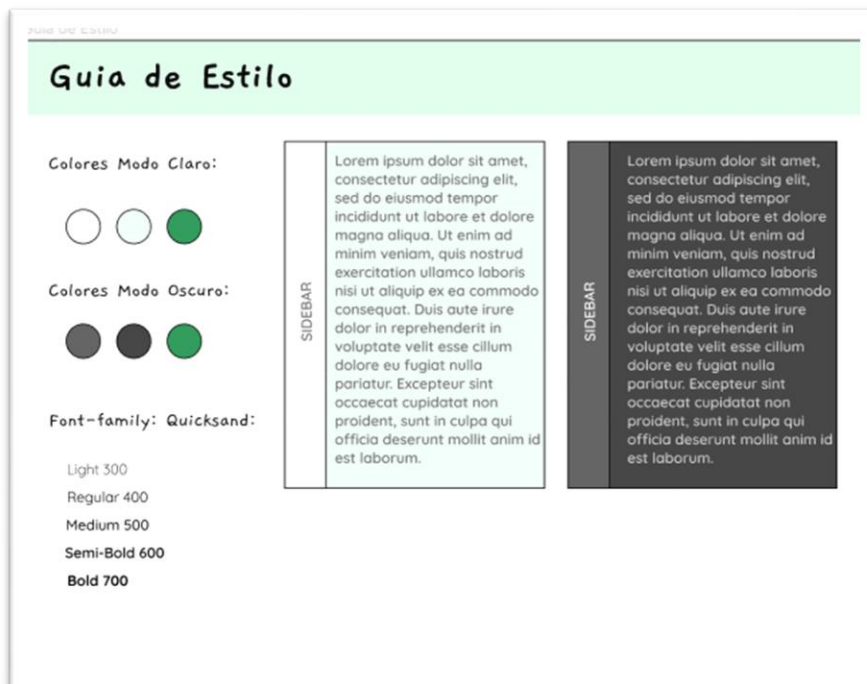 Guia de Estilo
Guia de Estilo
Colores Modo Claro:
Colores Modo Oscuro:
Font-family: Quicksand:
Light 300
Regular 400
Medium 500
Semi-Bold 600
Bold 700
SIDEBAR
Lorem ipsum dolor sit amet,
consectetur adipiscing elit,
sed do eiusmod tempor
incididunt ut labore et dolore
magna aliqua. Ut enim ad
minim veniam, quis nostrud
exercitation ullamco laboris
nisi ut aliquip ex ea commodo
consequat. Duis aute irure
dolor in reprehenderit in
voluptate velit esse cillum
dolore eu fugiat nulla
pariatur. Excepteur sint
occaecat cupidatat non
proident, sunt in culpa qui
officia deserunt mollit anim id
est laborum.
SIDEBAR
Lorem ipsum dolor sit amet,
consectetur adipiscing elit,
sed do eiusmod tempor
incididunt ut labore et dolore
magna aliqua. Ut enim ad
minim veniam, quis nostrud
exercitation ullamco laboris
nisi ut aliquip ex ea commodo
consequat. Duis aute irure
dolor in reprehenderit in
voluptate velit esse cillum
dolore eu fugiat nulla
pariatur. Excepteur sint
occaecat cupidatat non
proident, sunt in culpa qui
officia deserunt mollit anim id
est laborum.